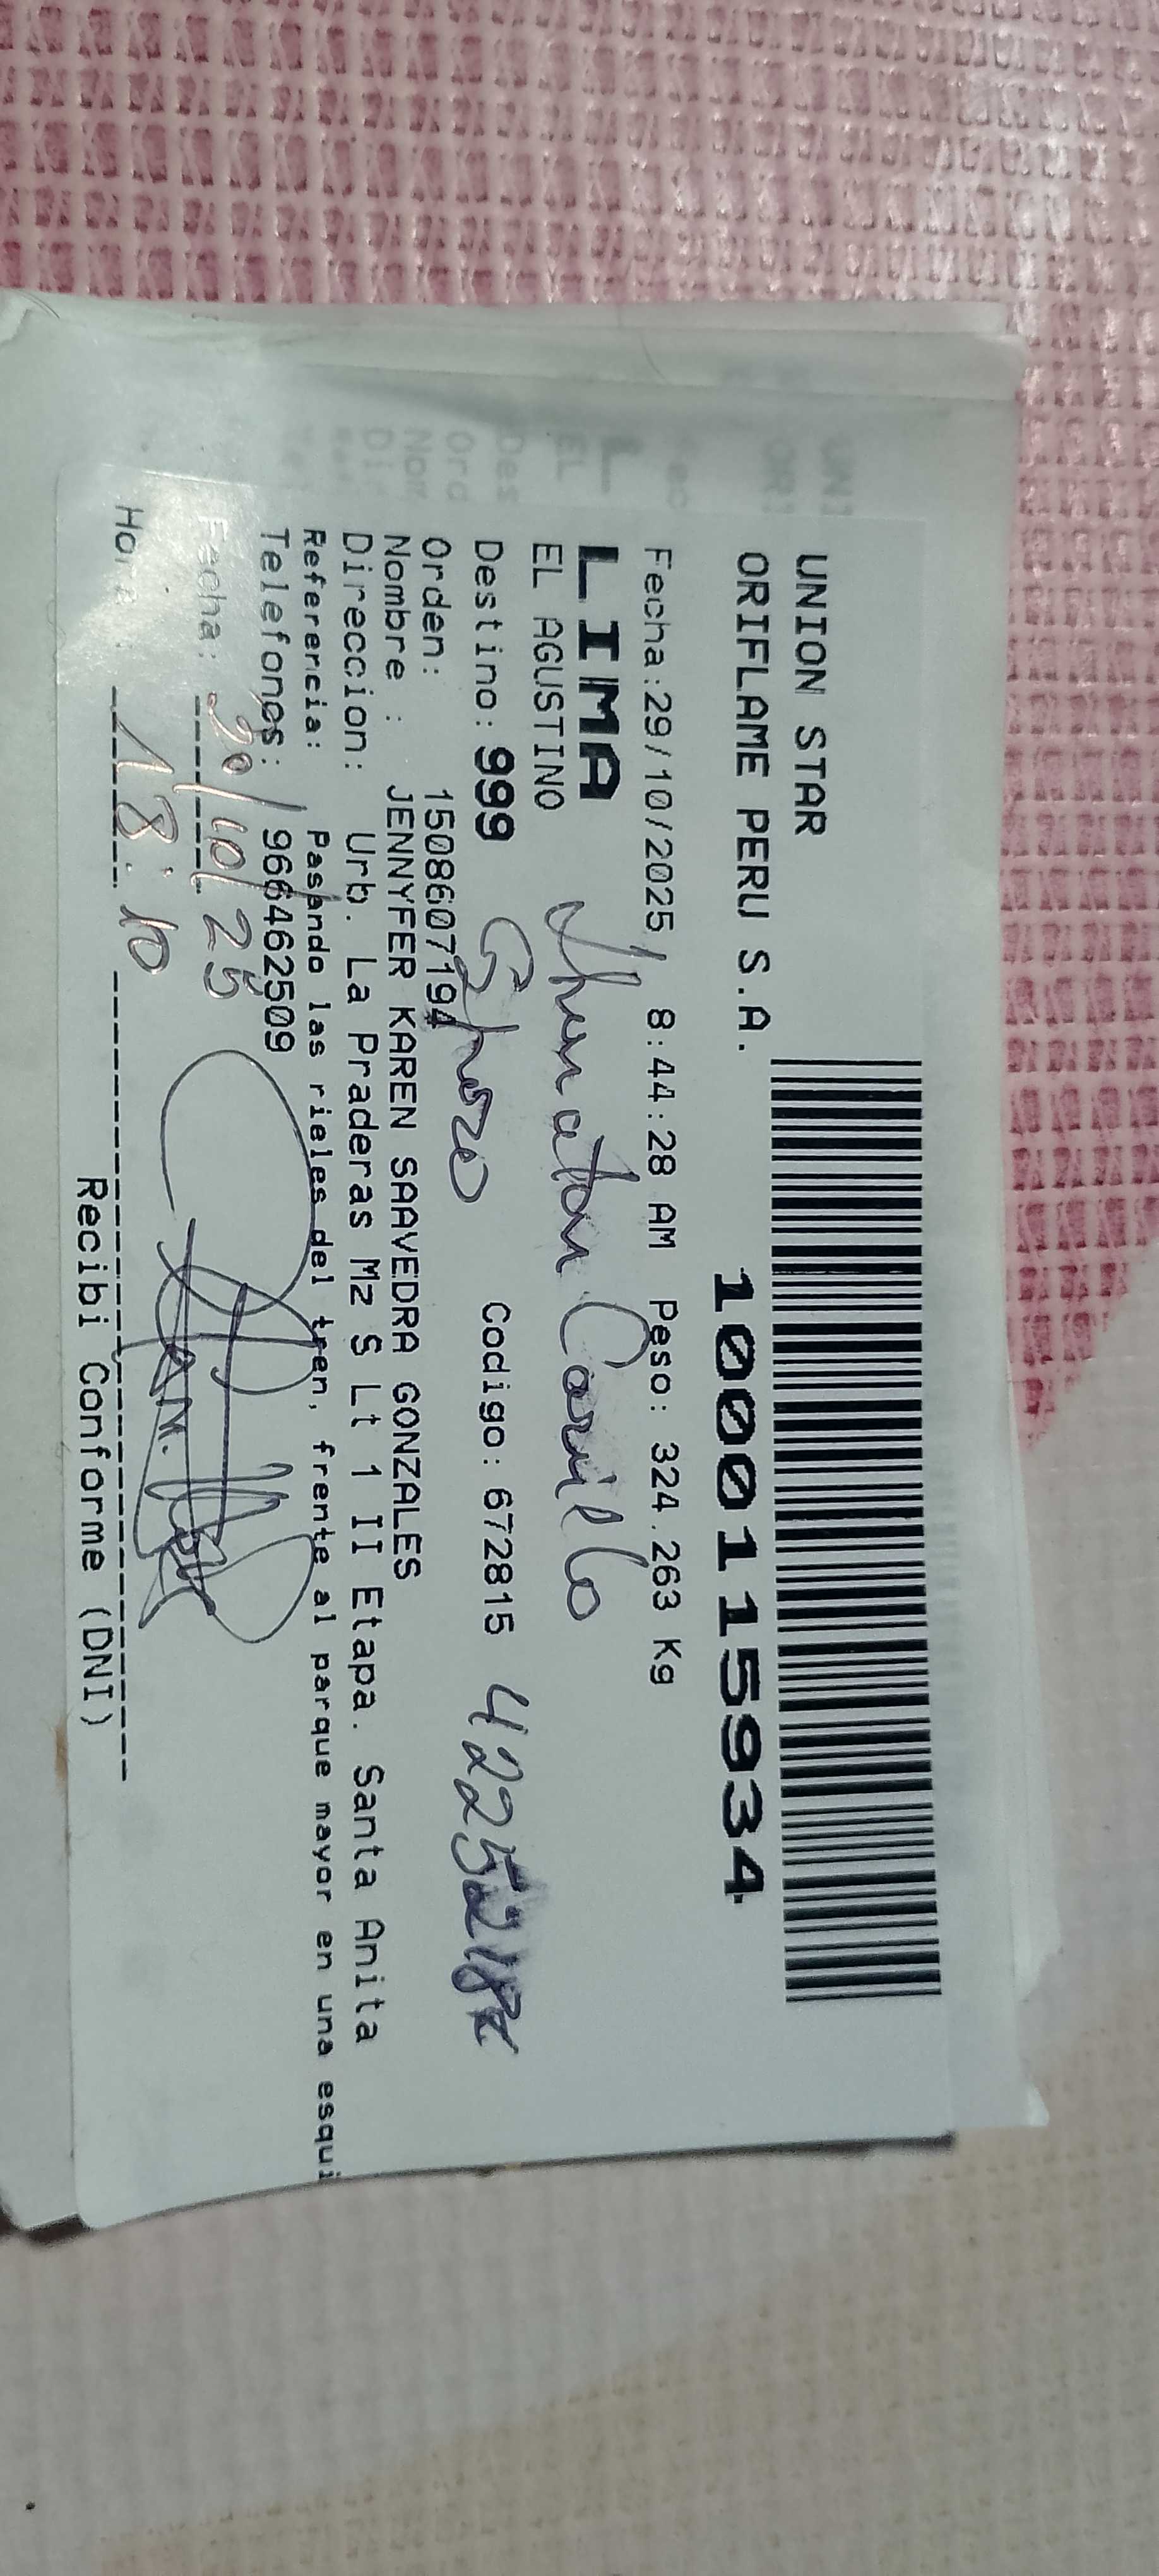 UNION STAR
ORIFLAME PERU S.A.
1000115934
Fecha:29/10/2025 8:44:28 AM Peso: 324.263 Kg
LIMA
EL AGUSTINO
Destino: 999 Codigo: 672815
Orden: 1508607194
Nombre : JENNYFER KAREN SAAVEDRA GONZALES
Direccion: Urb. La Praderas Mz S Lt 1 II Etapa. Santa Anita
Referencia: Pasando las rieles del tren, frente al parque mayor en una esqui
Telefones: 966462509
Fecha: 30/10/25
Hora : 18:10
Recibi Conforme (DNI)